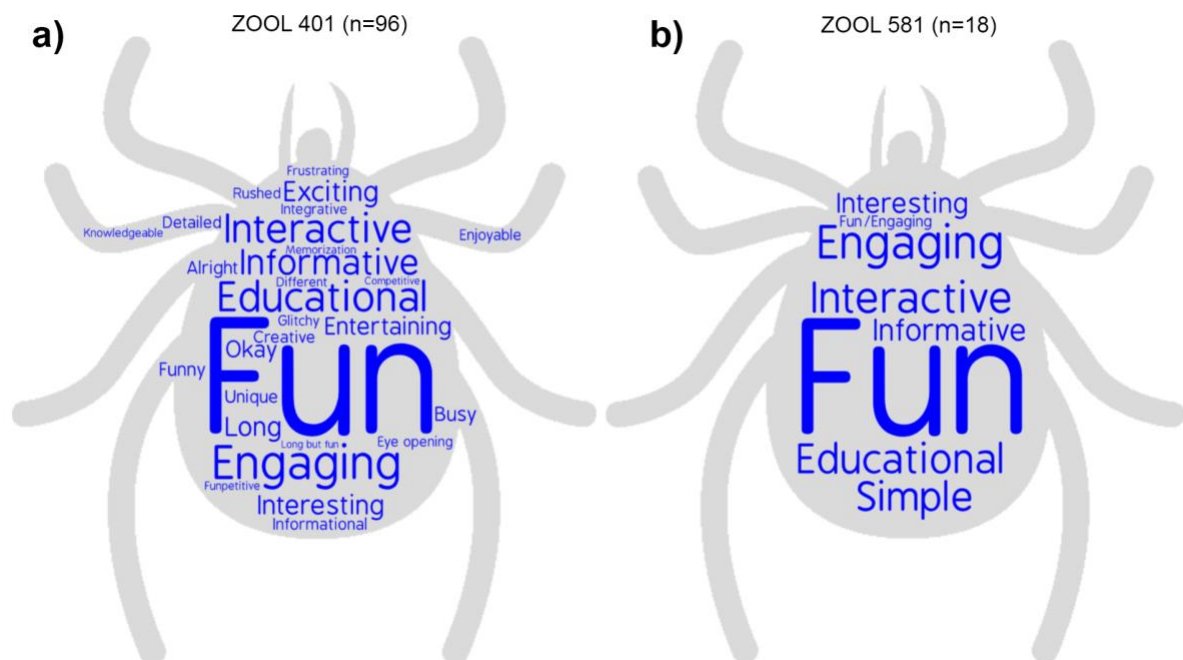 a)
ZOOL 401 (n=96)
Frustrating
Rushed Exciting
Integrative
Knowledgeable Detailed Interactive Enjoyable
Memorization
Alright Informative
Different Competitive
Educational
Glitchy Entertaining
Creative
Okay
Funny Fun
Unique
Long Busy
Long but fun Eye opening
Engaging
Funpetitive
Interesting
Informational
b)
ZOOL 581 (n=18)
Interesting
Fun/Engaging
Engaging
Interactive
Informative
Fun
Educational
Simple